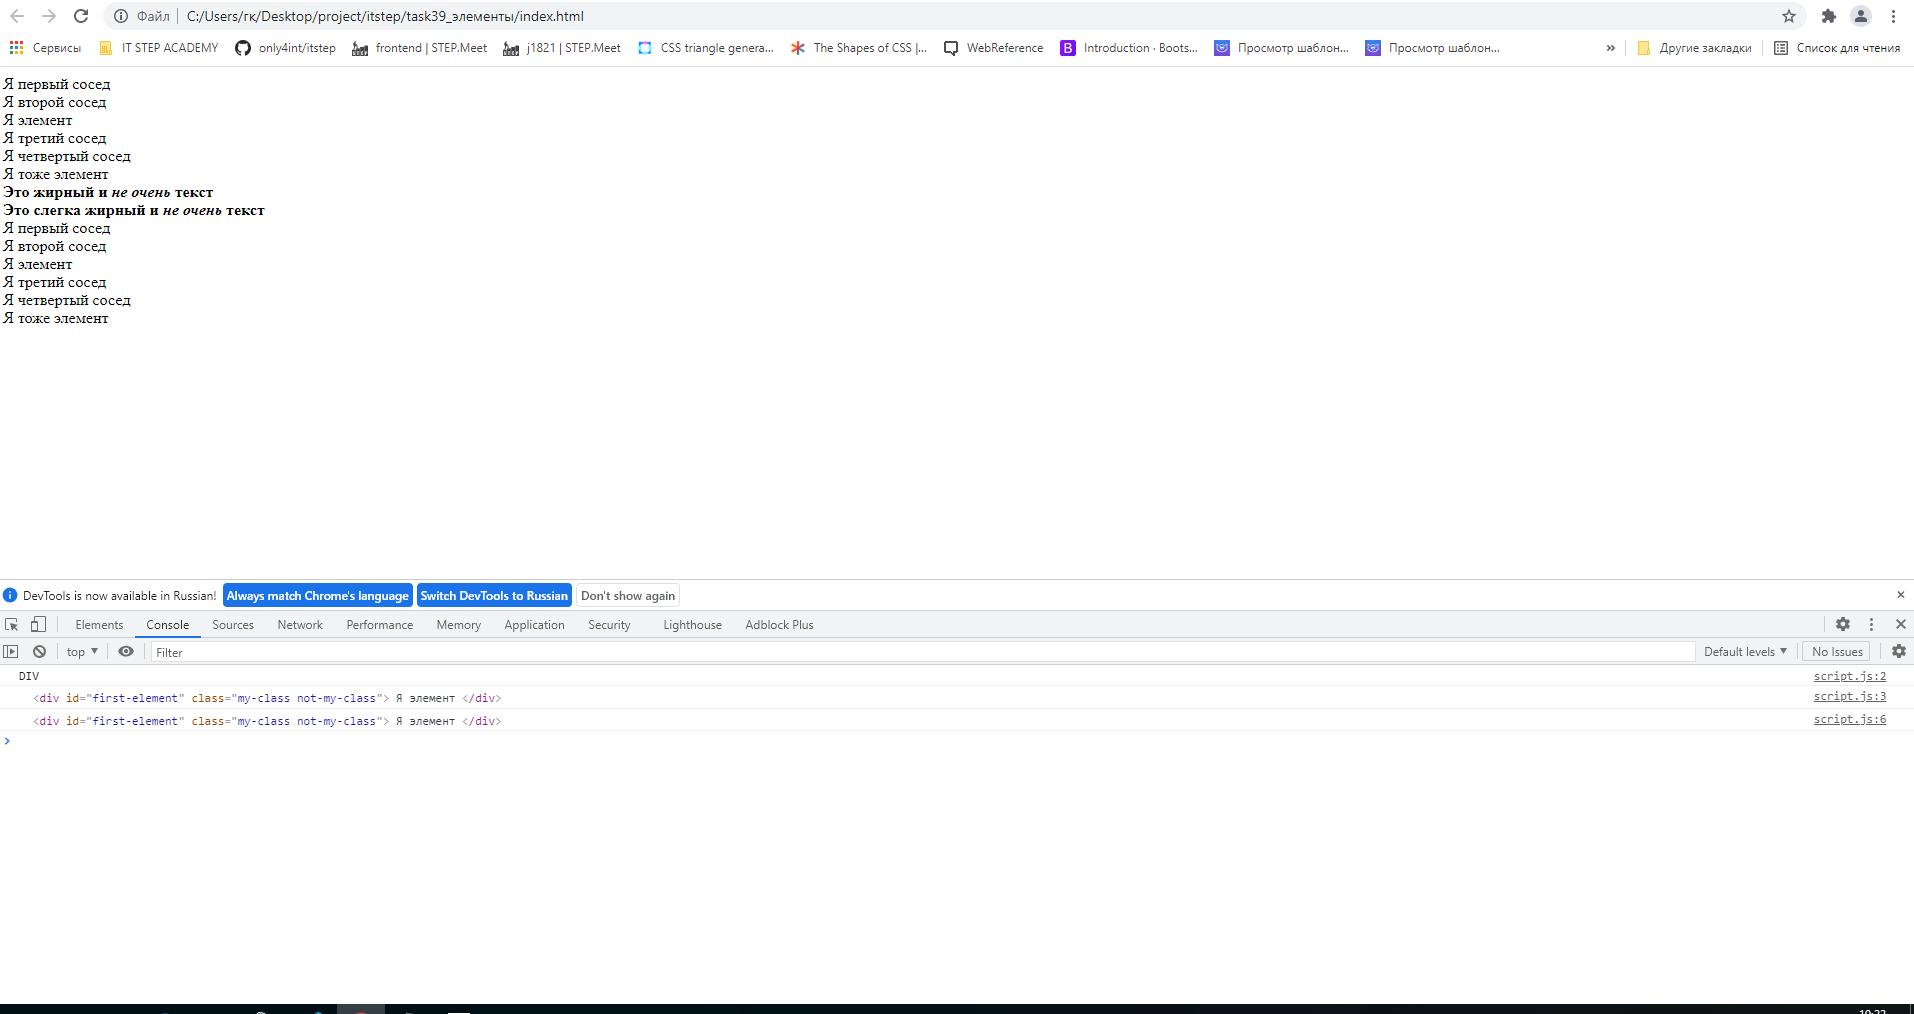 Файл C:/Users/гк/Desktop/project/itstep/task39_элементы/index.html
Сервисы IT STEP ACADEMY only4int/itstep frontend | STEP.Meet j1821 | STEP.Meet CSS triangle genera... The Shapes of CSS |... WebReference B Introduction · Boots... Просмотр шаблон... Просмотр шаблон... » Другие закладки Список для чтения
Я первый сосед
Я второй сосед
Я элемент
Я третий сосед
Я четвертый сосед
Я тоже элемент
Это жирный и не очень текст
Это слегка жирный и не очень текст
Я первый сосед
Я второй сосед
Я элемент
Я третий сосед
Я четвертый сосед
Я тоже элемент
DevTools is now available in Russian! Always match Chrome's language Switch DevTools to Russian Don't show again
Elements Console Sources Network Performance Memory Application Security Lighthouse Adblock Plus
top Filter Default levels No Issues
DIV script.js:2
<div id="first-element" class="my-class not-my-class"> Я элемент </div> script.js:3
<div id="first-element" class="my-class not-my-class"> Я элемент </div> script.js:6